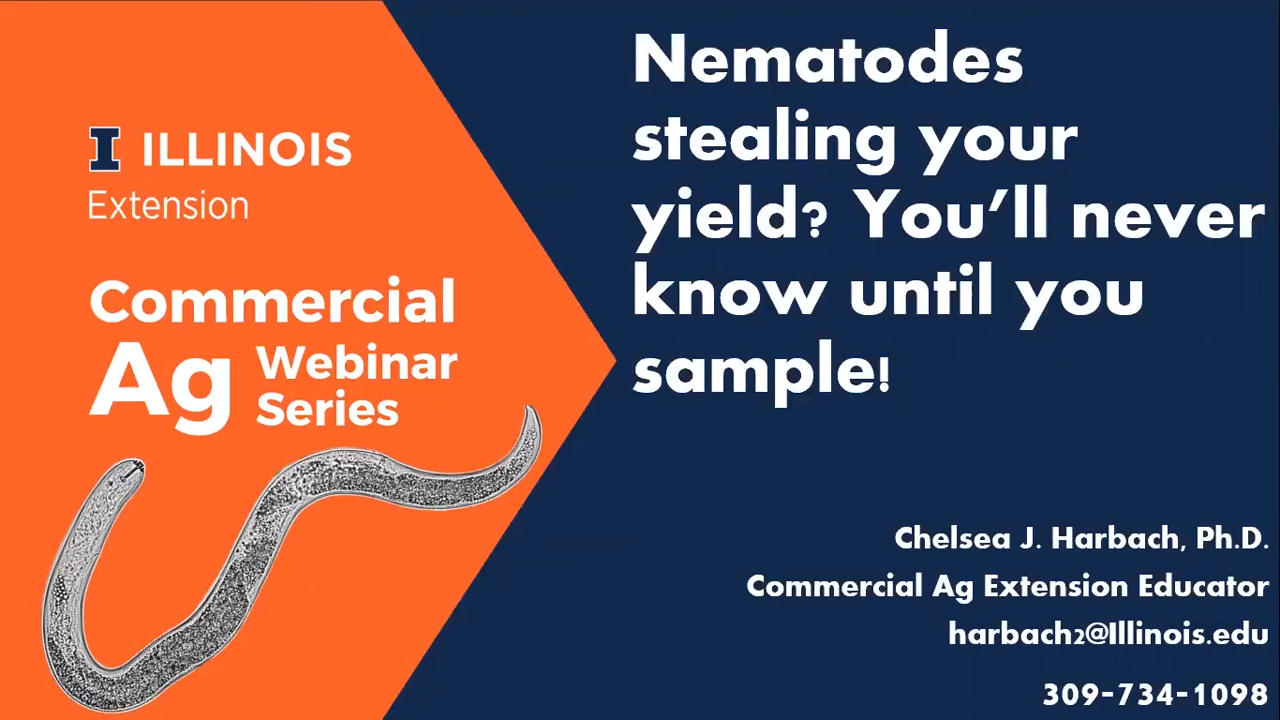 ILLINOIS
Extension
Commercial
Ag Webinar
Series
Nematodes
stealing your
yield? You’ll never
know until you
sample!
Chelsea J. Harbach, Ph.D.
Commercial Ag Extension Educator
harbach2@Illinois.edu
309-734-1098